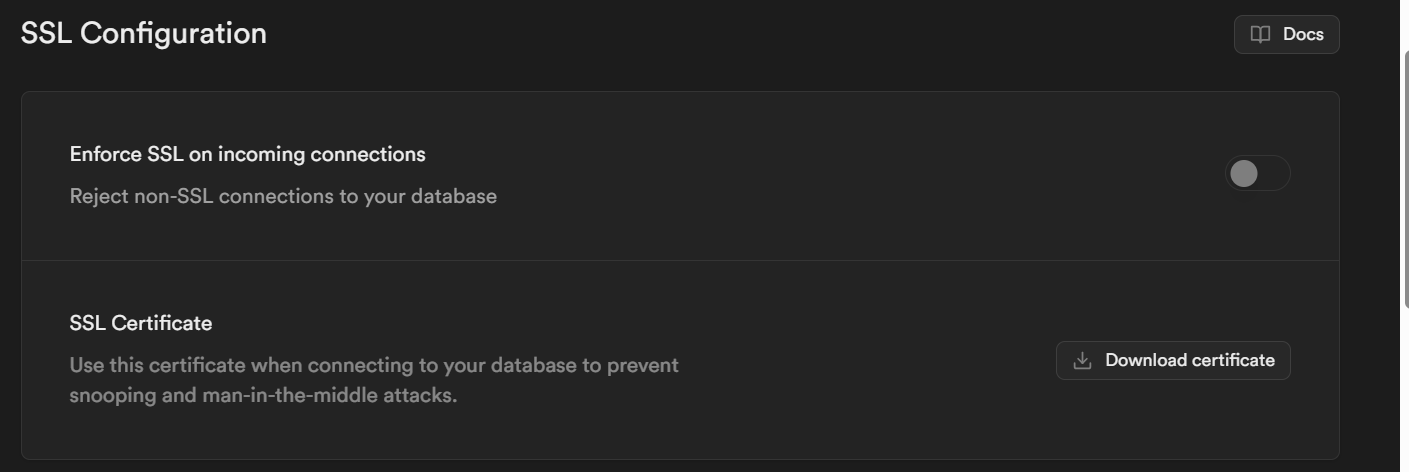 SSL Configuration
Docs
Enforce SSL on incoming connections
Reject non-SSL connections to your database
SSL Certificate
Use this certificate when connecting to your database to prevent
snooping and man-in-the-middle attacks.
Download certificate